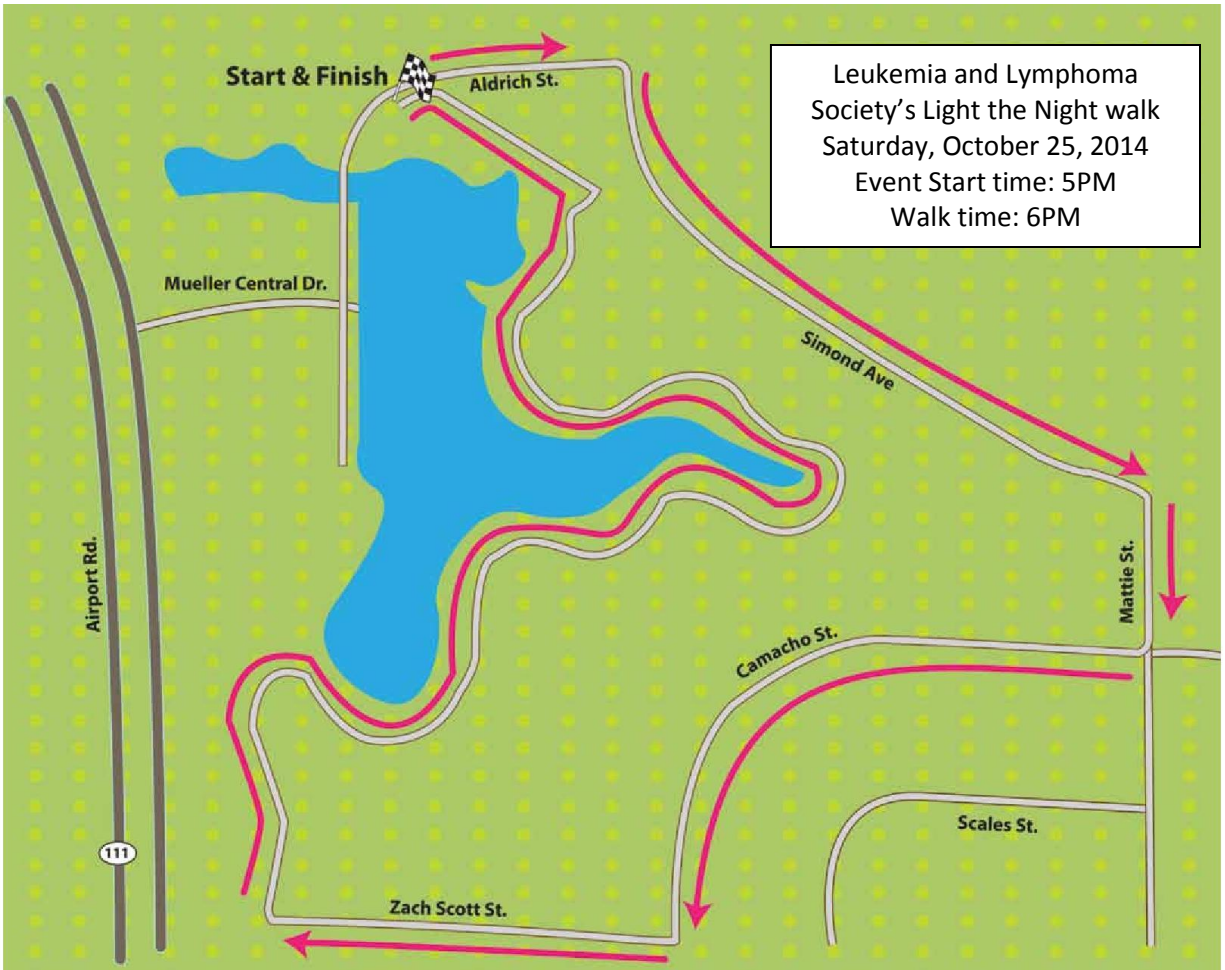 Start & Finish
Aldrich St.
Leukemia and Lymphoma
Society's Light the Night walk
Saturday, October 25, 2014
Event Start time: 5PM
Walk time: 6PM
Mueller Central Dr.
Simond Ave
Airport Rd.
Mattie St.
Camacho St.
Scales St.
111
Zach Scott St.